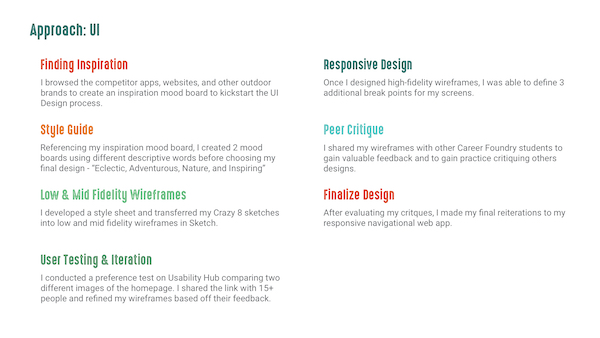 Approach: UI
Finding Inspiration
I browsed the competitor apps, websites, and other outdoor
brands to create an inspiration mood board to kickstart the UI
Design process.
Style Guide
Referencing my inspiration mood board, I created 2 mood
boards using different descriptive words before choosing my
final design - “Eclectic, Adventurous, Nature, and Inspiring”
Low & Mid Fidelity Wireframes
I developed a style sheet and transferred my Crazy 8 sketches
into low and mid fidelity wireframes in Sketch.
User Testing & Iteration
I conducted a preference test on Usability Hub comparing two
different images of the homepage. I shared the link with 15+
people and refined my wireframes based off their feedback.
Responsive Design
Once I designed high-fidelity wireframes, I was able to define 3
additional break points for my screens.
Peer Critique
I shared my wireframes with other Career Foundry students to
gain valuable feedback and to gain practice critiquing others
designs.
Finalize Design
After evaluating my critques, I made my final reiterations to my
responsive navigational web app.